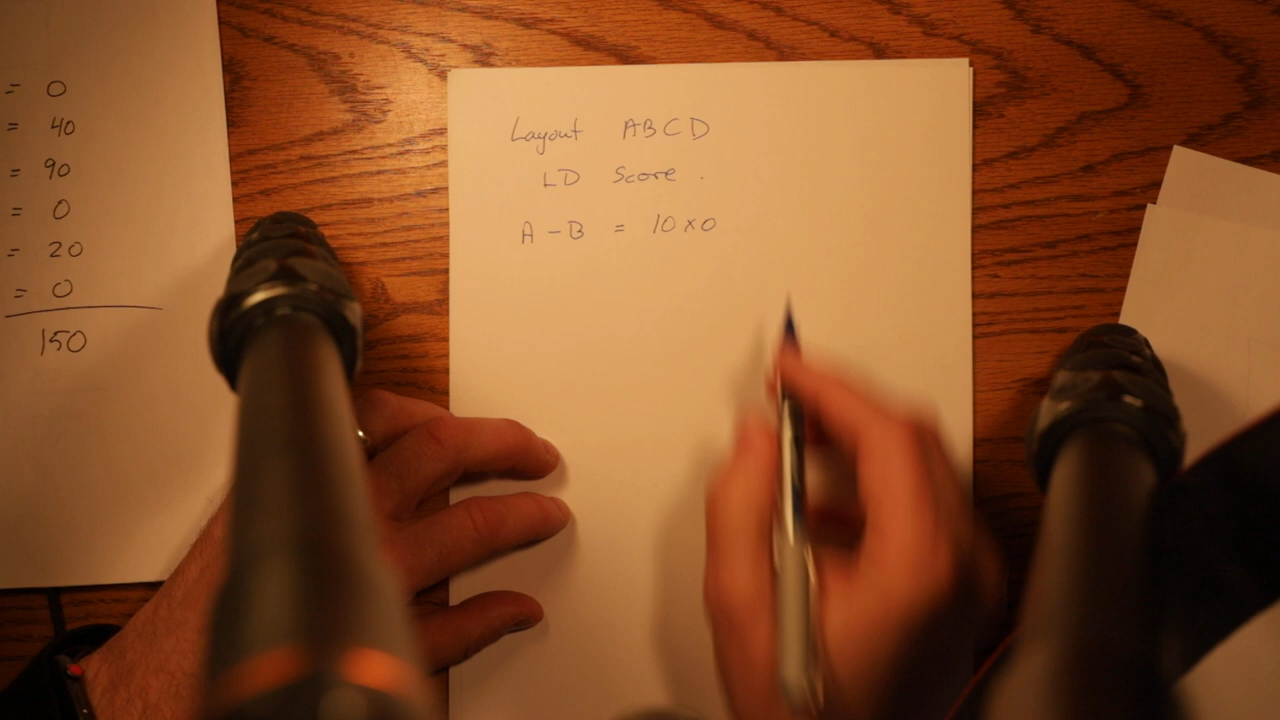 = 0
= 40
= 90
= 0
= 20
= 0
150
Layout ABCD
LD Score .
A - B = 10 x 0